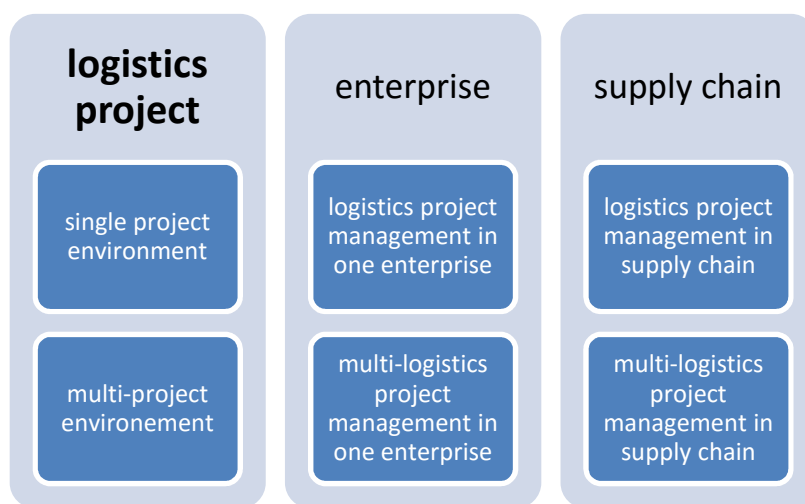 logistics
project
single project
environment
multi-project
environement
enterprise
logistics project
management in
one enterprise
multi-logistics
project
management in
one enterprise
supply chain
logistics project
management in
supply chain
multi-logistics
project
management in
supply chain